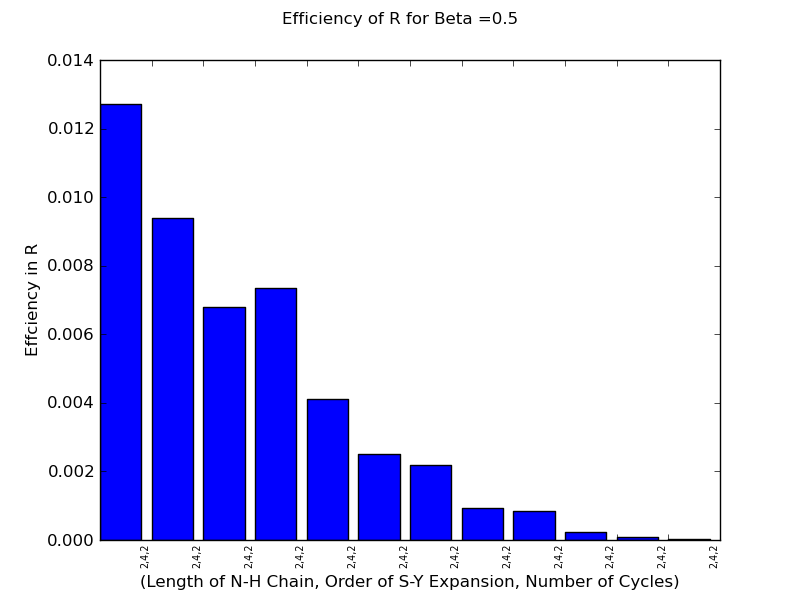 Efficiency of R for Beta =0.5
0.014
0.012
0.010
0.008
0.006
0.004
0.002
0.000
Effciency in R
2,4,2 2,4,2 2,4,2 2,4,2 2,4,2 2,4,2 2,4,2 2,4,2 2,4,2 2,4,2 2,4,2 2,4,2
(Length of N-H Chain, Order of S-Y Expansion, Number of Cycles)